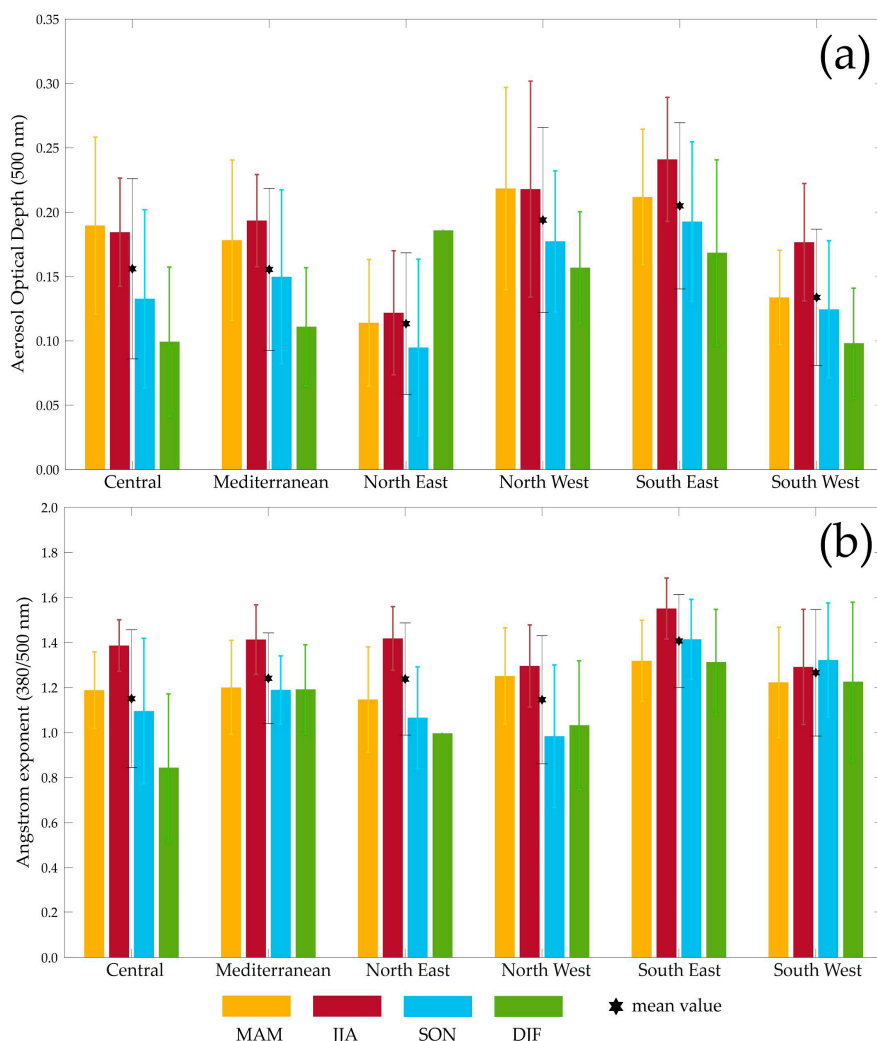 (a)
Aerosol Optical Depth (500 nm)
0.35
0.30
0.25
0.20
0.15
0.10
0.05
0.00
Central Mediterranean North East North West South East South West
(b)
Angstrom exponent (380/500 nm)
2.0
1.8
1.6
1.4
1.2
1.0
0.8
0.6
0.4
0.2
0.0
Central Mediterranean North East North West South East South West
MAM JJA SON DJF mean value